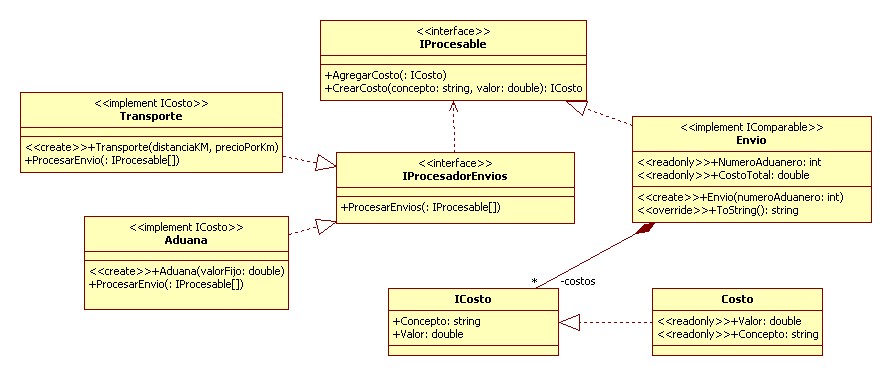 <<interface>>
IProcesable
+AgregarCosto(: ICosto)
+CrearCosto(concepto: string, valor: double): ICosto
<<implement ICosto>>
Transporte
<<create>>+Transporte(distanciaKM, precioPorKm)
+ProcesarEnvio(: IProcesable[])
<<implement IComparable>>
Envio
<<readonly>>+NumeroAduanero: int
<<readonly>>+CostoTotal: double
<<create>>+Envio(numeroAduanero: int)
<<override>>+ToString(): string
<<interface>>
IProcesadorEnvios
+ProcesarEnvios(: IProcesable[])
<<implement ICosto>>
Aduana
<<create>>+Aduana(valorFijo: double)
+ProcesarEnvio(: IProcesable[])
*
-costos
ICosto
+Concepto: string
+Valor: double
Costo
<<readonly>>+Valor: double
<<readonly>>+Concepto: string